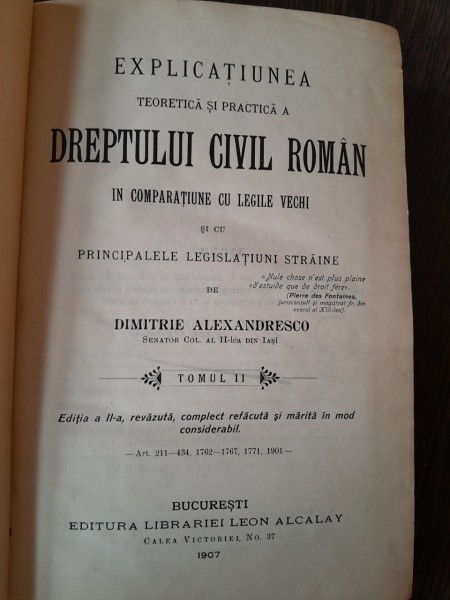 EXPLICAȚIUNEA
TEORETICĂ ȘI PRACTICĂ A
DREPTULUI CIVIL ROMÂN
IN COMPARAȚIUNE CU LEGILE VECHI
ȘI CU
PRINCIPALELE LEGISLAȚIUNI STRĂINE
«Nule chose n'est plus plaine
«d'estuide que de droit fére».
(Pierre des Fontaines,
jurisconsult și magistrat fr. din
veacul al XIII-lea).
DE
DIMITRIE ALEXANDRESCO
SENATOR COL. AL II-lea DIN IAȘI
TOMUL II
Ediția a II-a, revăzută, complect refăcută și mărită în mod
considerabil.
— Art. 211—434, 1762—1767, 1771, 1901—
BUCUREȘTI
EDITURA LIBRARIEI LEON ALCALAY
CALEA VICTORIEI, No. 37
1907